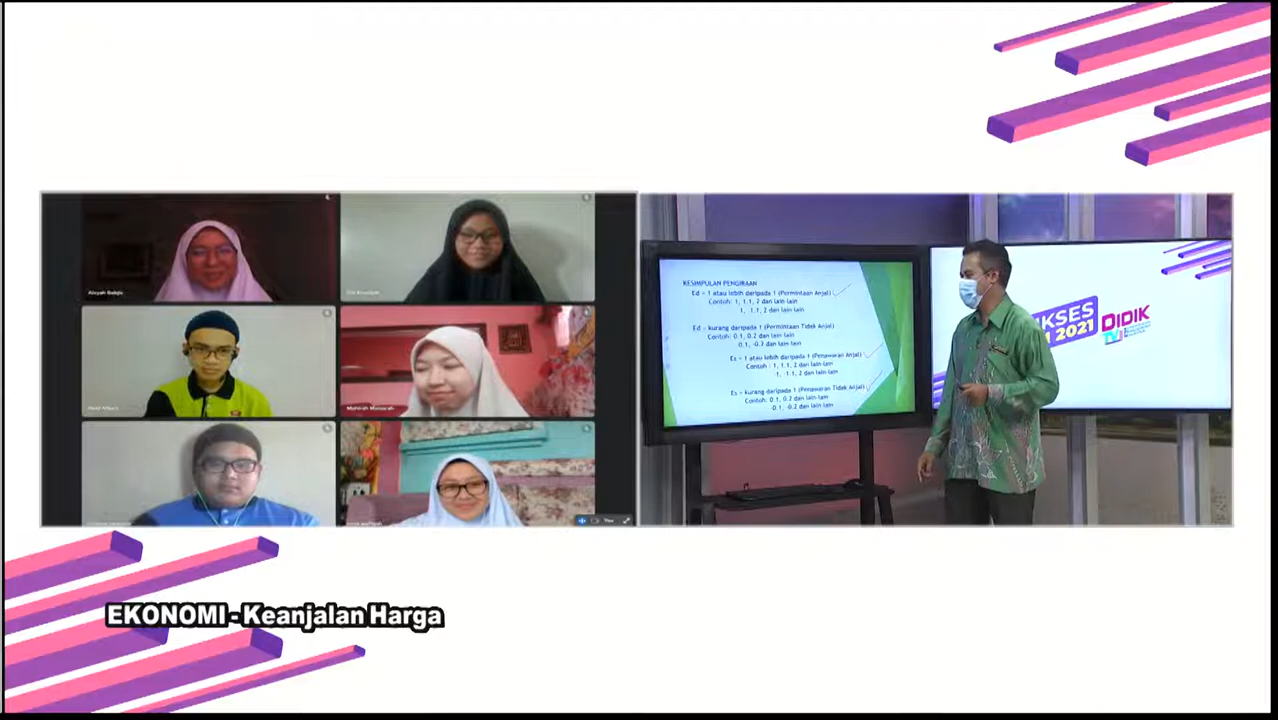 KESIMPULAN PENGIRAAN
Ed = 1 atau lebih daripada 1 (Permintaan Anjal)
Contoh: 1, 1.1, 2 dan lain-lain
1, 1.1, 2 dan lain-lain
Ed = kurang daripada 1 (Permintaan Tidak Anjal)
Contoh: 0.1, 0.2 dan lain-lain
0.1, -0.2 dan lain-lain
Es = 1 atau lebih daripada 1 (Penawaran Anjal)
Contoh : 1, 1.1, 2 dan lain-lain
1, 1.1, 2 dan lain-lain
Es = kurang daripada 1 (Penawaran Tidak Anjal)
Contoh: 0.1, 0.2 dan lain-lain
0.1, -0.2 dan lain-lain
KSES
2021
DIDIK
TV
You
EKONOMI - Keanjalan Harga